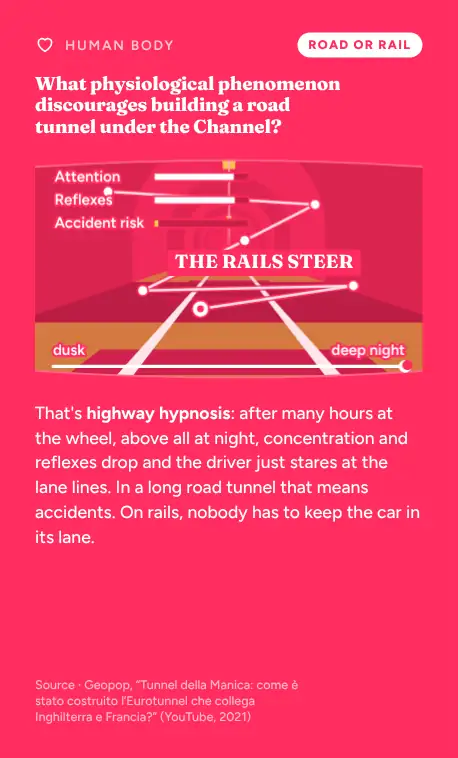 HUMAN BODY
ROAD OR RAIL
What physiological phenomenon
discourages building a road
tunnel under the Channel?
Attention
Reflexes
Accident risk
THE RAILS STEER
dusk
deep night
That's highway hypnosis: after many hours at
the wheel, above all at night, concentration and
reflexes drop and the driver just stares at the
lane lines. In a long road tunnel that means
accidents. On rails, nobody has to keep the car in
its lane.
Source · Geopop, “Tunnel della Manica: come è
stato costruito l’Eurotunnel che collega
Inghilterra e Francia?” (YouTube, 2021)